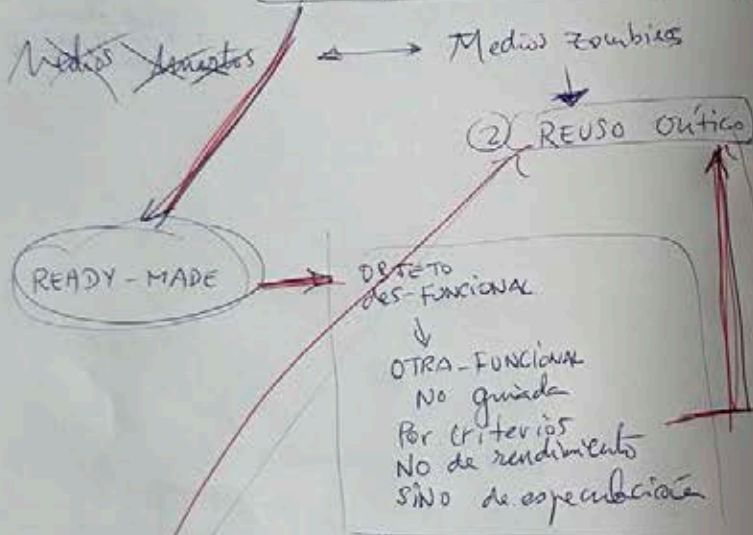 Medios Muertos
Medios Zombies
② REUSO Crítico
READY-MADE
OBJETO
des-FUNCIONAL
OTRA-FUNCIONAL
No guiada
Por criterios
NO de rendimiento
SINO de especulación